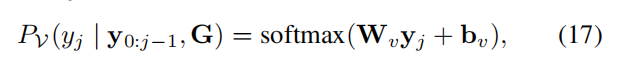 P_𝒱(y_j | 𝐲_{0:j−1}, 𝐆) = softmax(𝐖_v 𝐲_j + 𝐛_v), (17)